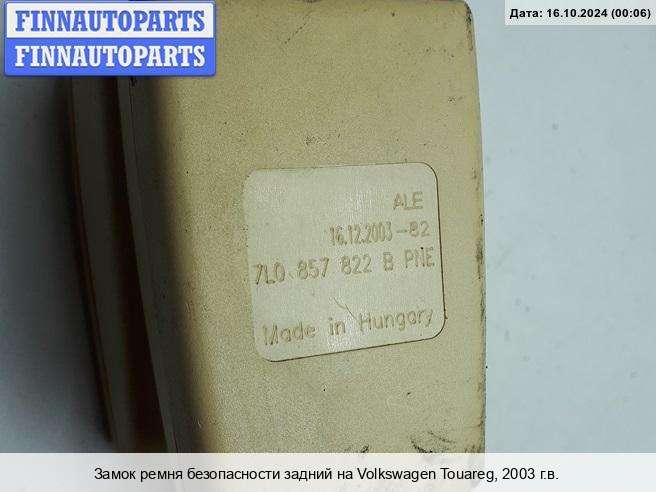 FINNAUTOPARTS
FINNAUTOPARTS
Дата: 16.10.2024 (00:06)
ALE
16.12.2003-82
7L0 857 822 B PNE
Made in Hungary
Замок ремня безопасности задний на Volkswagen Touareg, 2003 г.в.